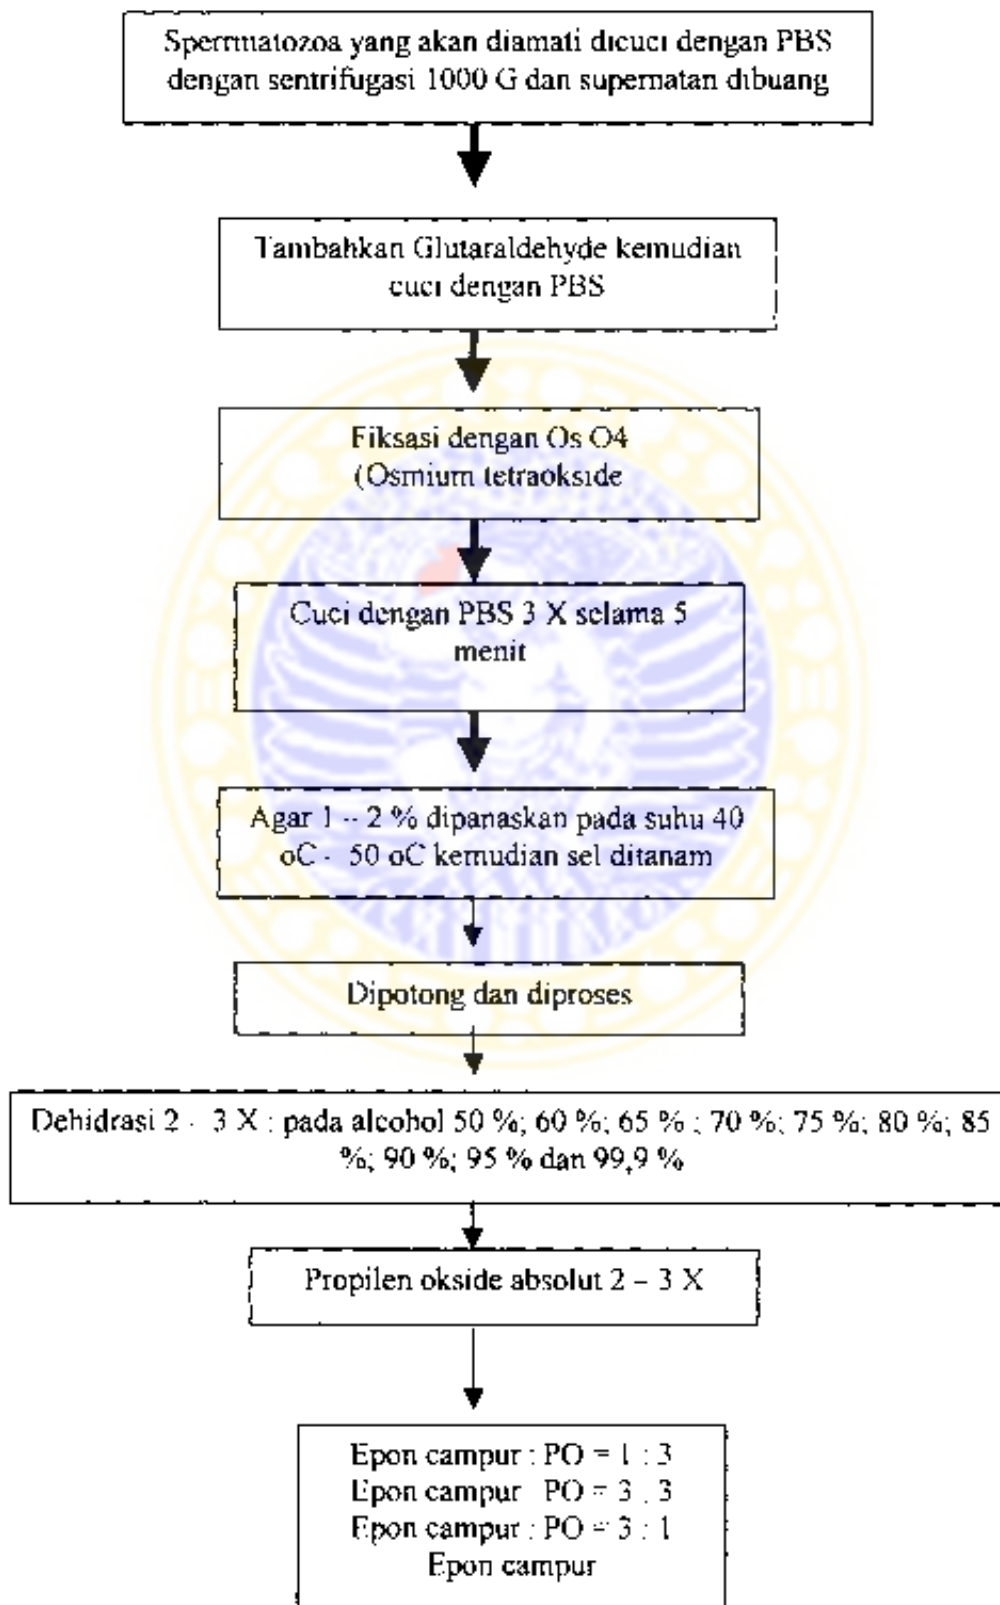 Sperrmatozoa yang akan diamati dicuci dengan PBS
dengan sentrifugasi 1000 G dan supernatan dibuang
Tambahkan Glutaraldehyde kemudian
cuci dengan PBS
Fiksasi dengan Os O4
(Osmium tetraokside
Cuci dengan PBS 3 X selama 5
menit
Agar 1 – 2 % dipanaskan pada suhu 40
oC - 50 oC kemudian sel ditanam
Dipotong dan diproses
Dehidrasi 2 - 3 X : pada alcohol 50 %; 60 %; 65 % ; 70 %; 75 %; 80 %; 85
%; 90 %; 95 % dan 99,9 %
Propilen okside absolut 2 – 3 X
Epon campur : PO = 1 : 3
Epon campur : PO = 3 : 3
Epon campur : PO = 3 : 1
Epon campur